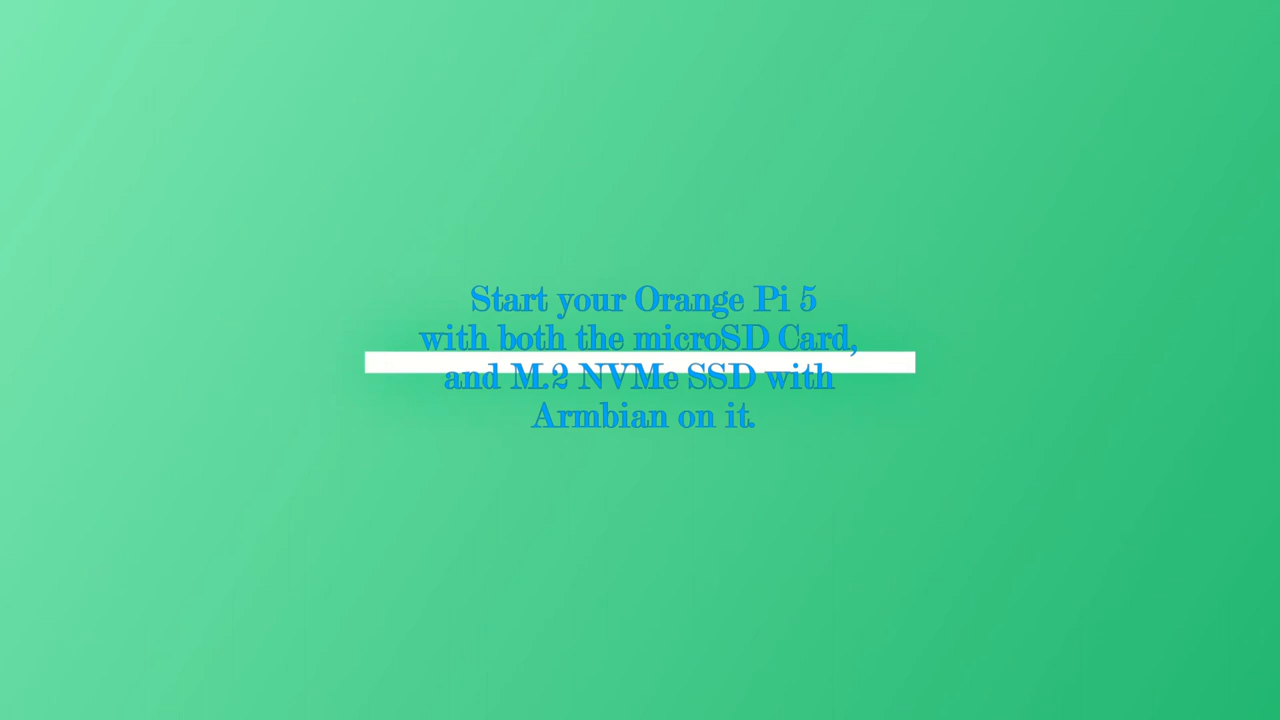 Start your Orange Pi 5
with both the microSD Card,
and M.2 NVMe SSD with
Armbian on it.